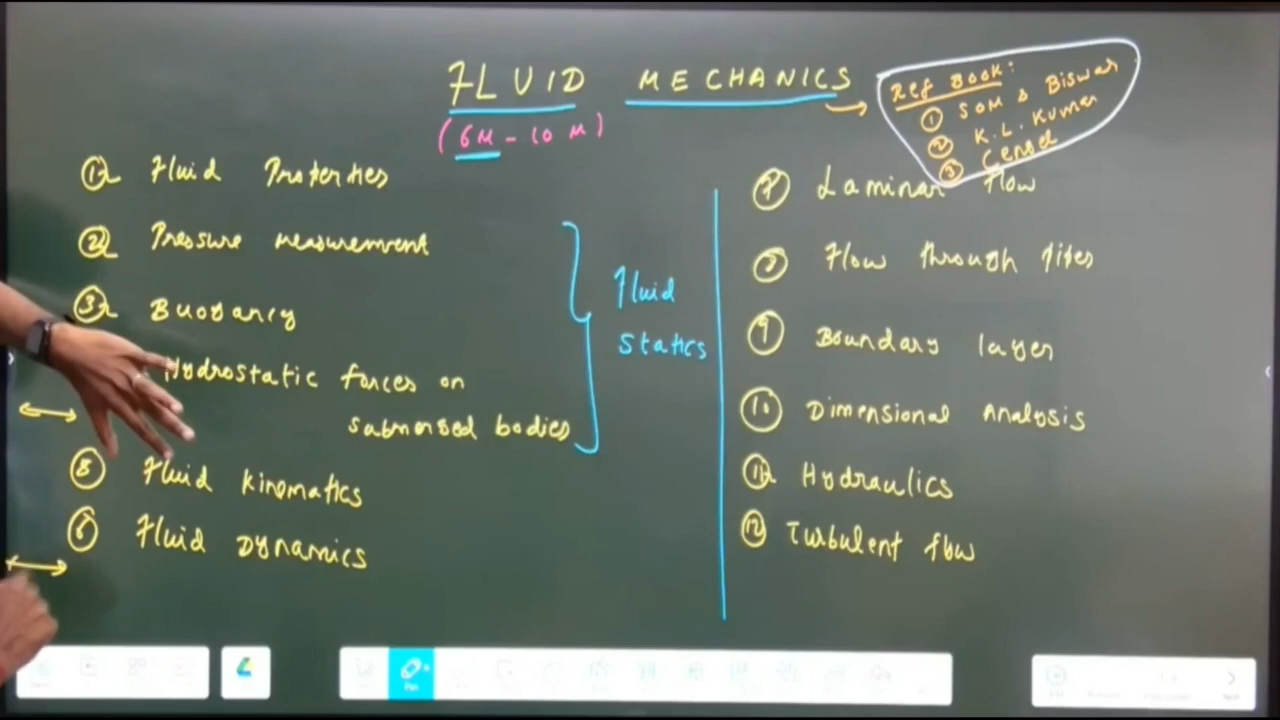 FLUID MECHANICS
(6M - 10 M)
Ref Book:
① SOM & Biswas
② K.L. Kumar
③ Cengel
① Fluid Properties
② Pressure measurement
③ Buoyancy
Hydrostatic forces on
submersed bodies
Fluid
statics
⑤ Fluid kinematics
⑥ Fluid Dynamics
⑦ Laminar flow
⑧ Flow through pipes
⑨ Boundary layer
⑩ Dimensional Analysis
⑪ Hydraulics
⑫ Turbulent flow
Pen